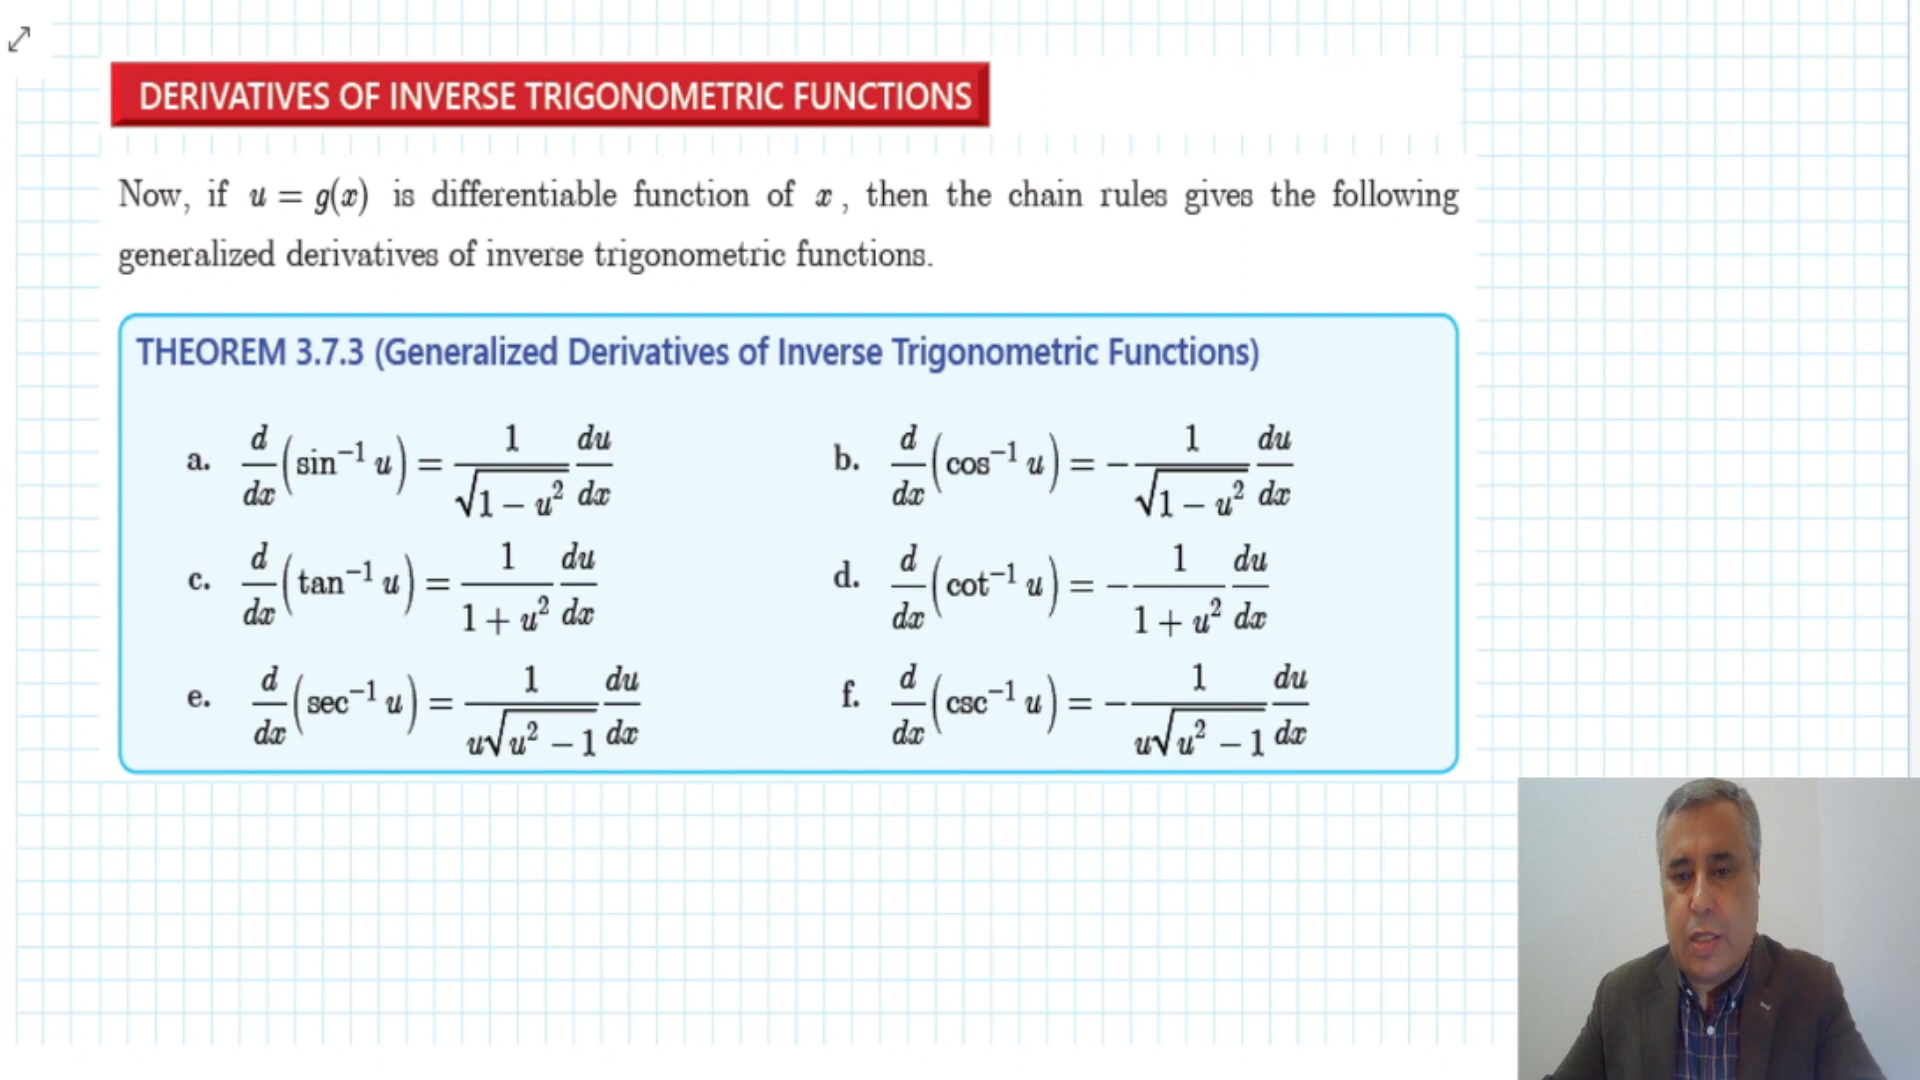 DERIVATIVES OF INVERSE TRIGONOMETRIC FUNCTIONS
Now, if u = g(x) is differentiable function of x , then the chain rules gives the following
generalized derivatives of inverse trigonometric functions.
THEOREM 3.7.3 (Generalized Derivatives of Inverse Trigonometric Functions)
a. d/dx (sin⁻¹ u) = 1/√(1 − u²) du/dx
b. d/dx (cos⁻¹ u) = − 1/√(1 − u²) du/dx
c. d/dx (tan⁻¹ u) = 1/(1 + u²) du/dx
d. d/dx (cot⁻¹ u) = − 1/(1 + u²) du/dx
e. d/dx (sec⁻¹ u) = 1/(u√(u² − 1)) du/dx
f. d/dx (csc⁻¹ u) = − 1/(u√(u² − 1)) du/dx